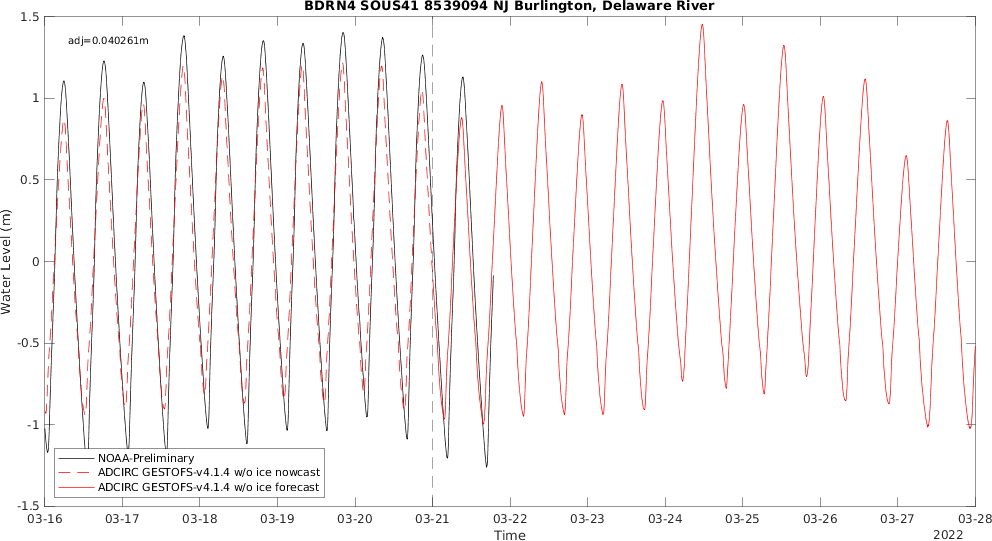 BDRN4 SOUS41 8539094 NJ Burlington, Delaware River
adj=0.040261m
1.5
1
0.5
0
-0.5
-1
-1.5
Water Level (m)
NOAA-Preliminary
ADCIRC GESTOFS-v4.1.4 w/o ice nowcast
ADCIRC GESTOFS-v4.1.4 w/o ice forecast
03-16 03-17 03-18 03-19 03-20 03-21 03-22 03-23 03-24 03-25 03-26 03-27 03-28
Time
2022